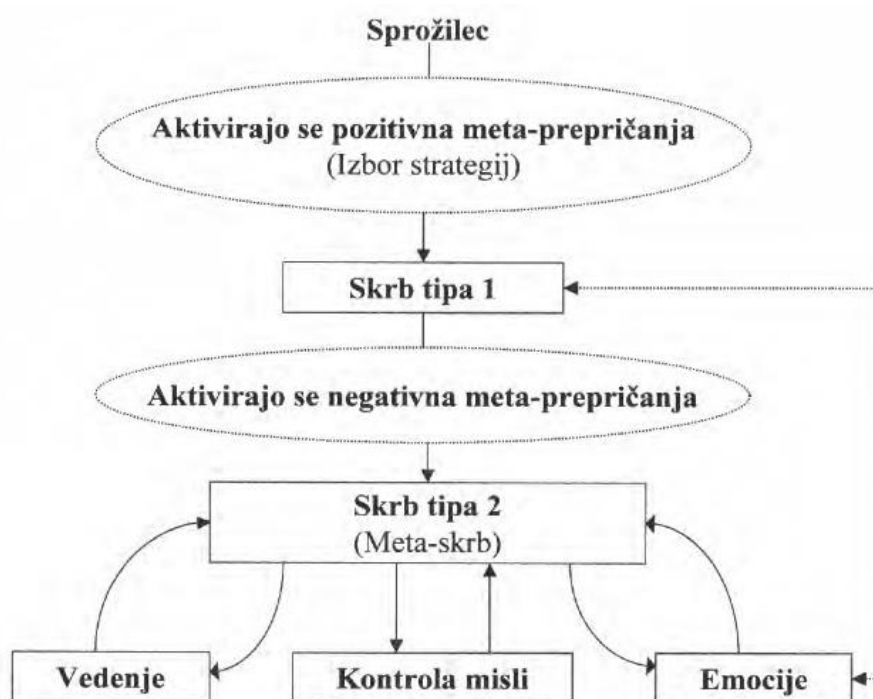 Sprožilec
Aktivirajo se pozitivna meta-prepričanja
(Izbor strategij)
Skrb tipa 1
Aktivirajo se negativna meta-prepričanja
Skrb tipa 2
(Meta-skrb)
Vedenje
Kontrola misli
Emocije